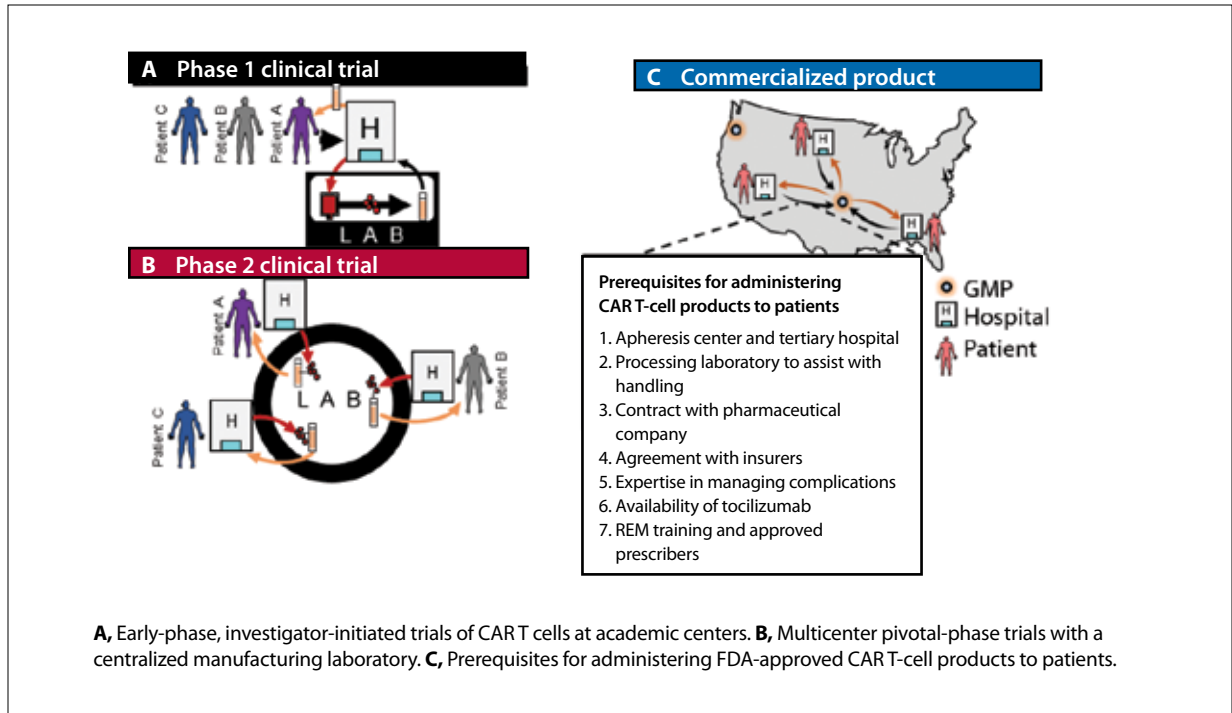 A Phase 1 clinical trial
Patient C
Patient B
Patient A
H
L A B
B Phase 2 clinical trial
Patient A
H
H
Patient B
L A B
Patient C
H
C Commercialized product
H
H
H
GMP
H Hospital
Patient
Prerequisites for administering
CAR T-cell products to patients
1. Apheresis center and tertiary hospital
2. Processing laboratory to assist with
handling
3. Contract with pharmaceutical
company
4. Agreement with insurers
5. Expertise in managing complications
6. Availability of tocilizumab
7. REM training and approved
prescribers
A, Early-phase, investigator-initiated trials of CAR T cells at academic centers. B, Multicenter pivotal-phase trials with a
centralized manufacturing laboratory. C, Prerequisites for administering FDA-approved CAR T-cell products to patients.